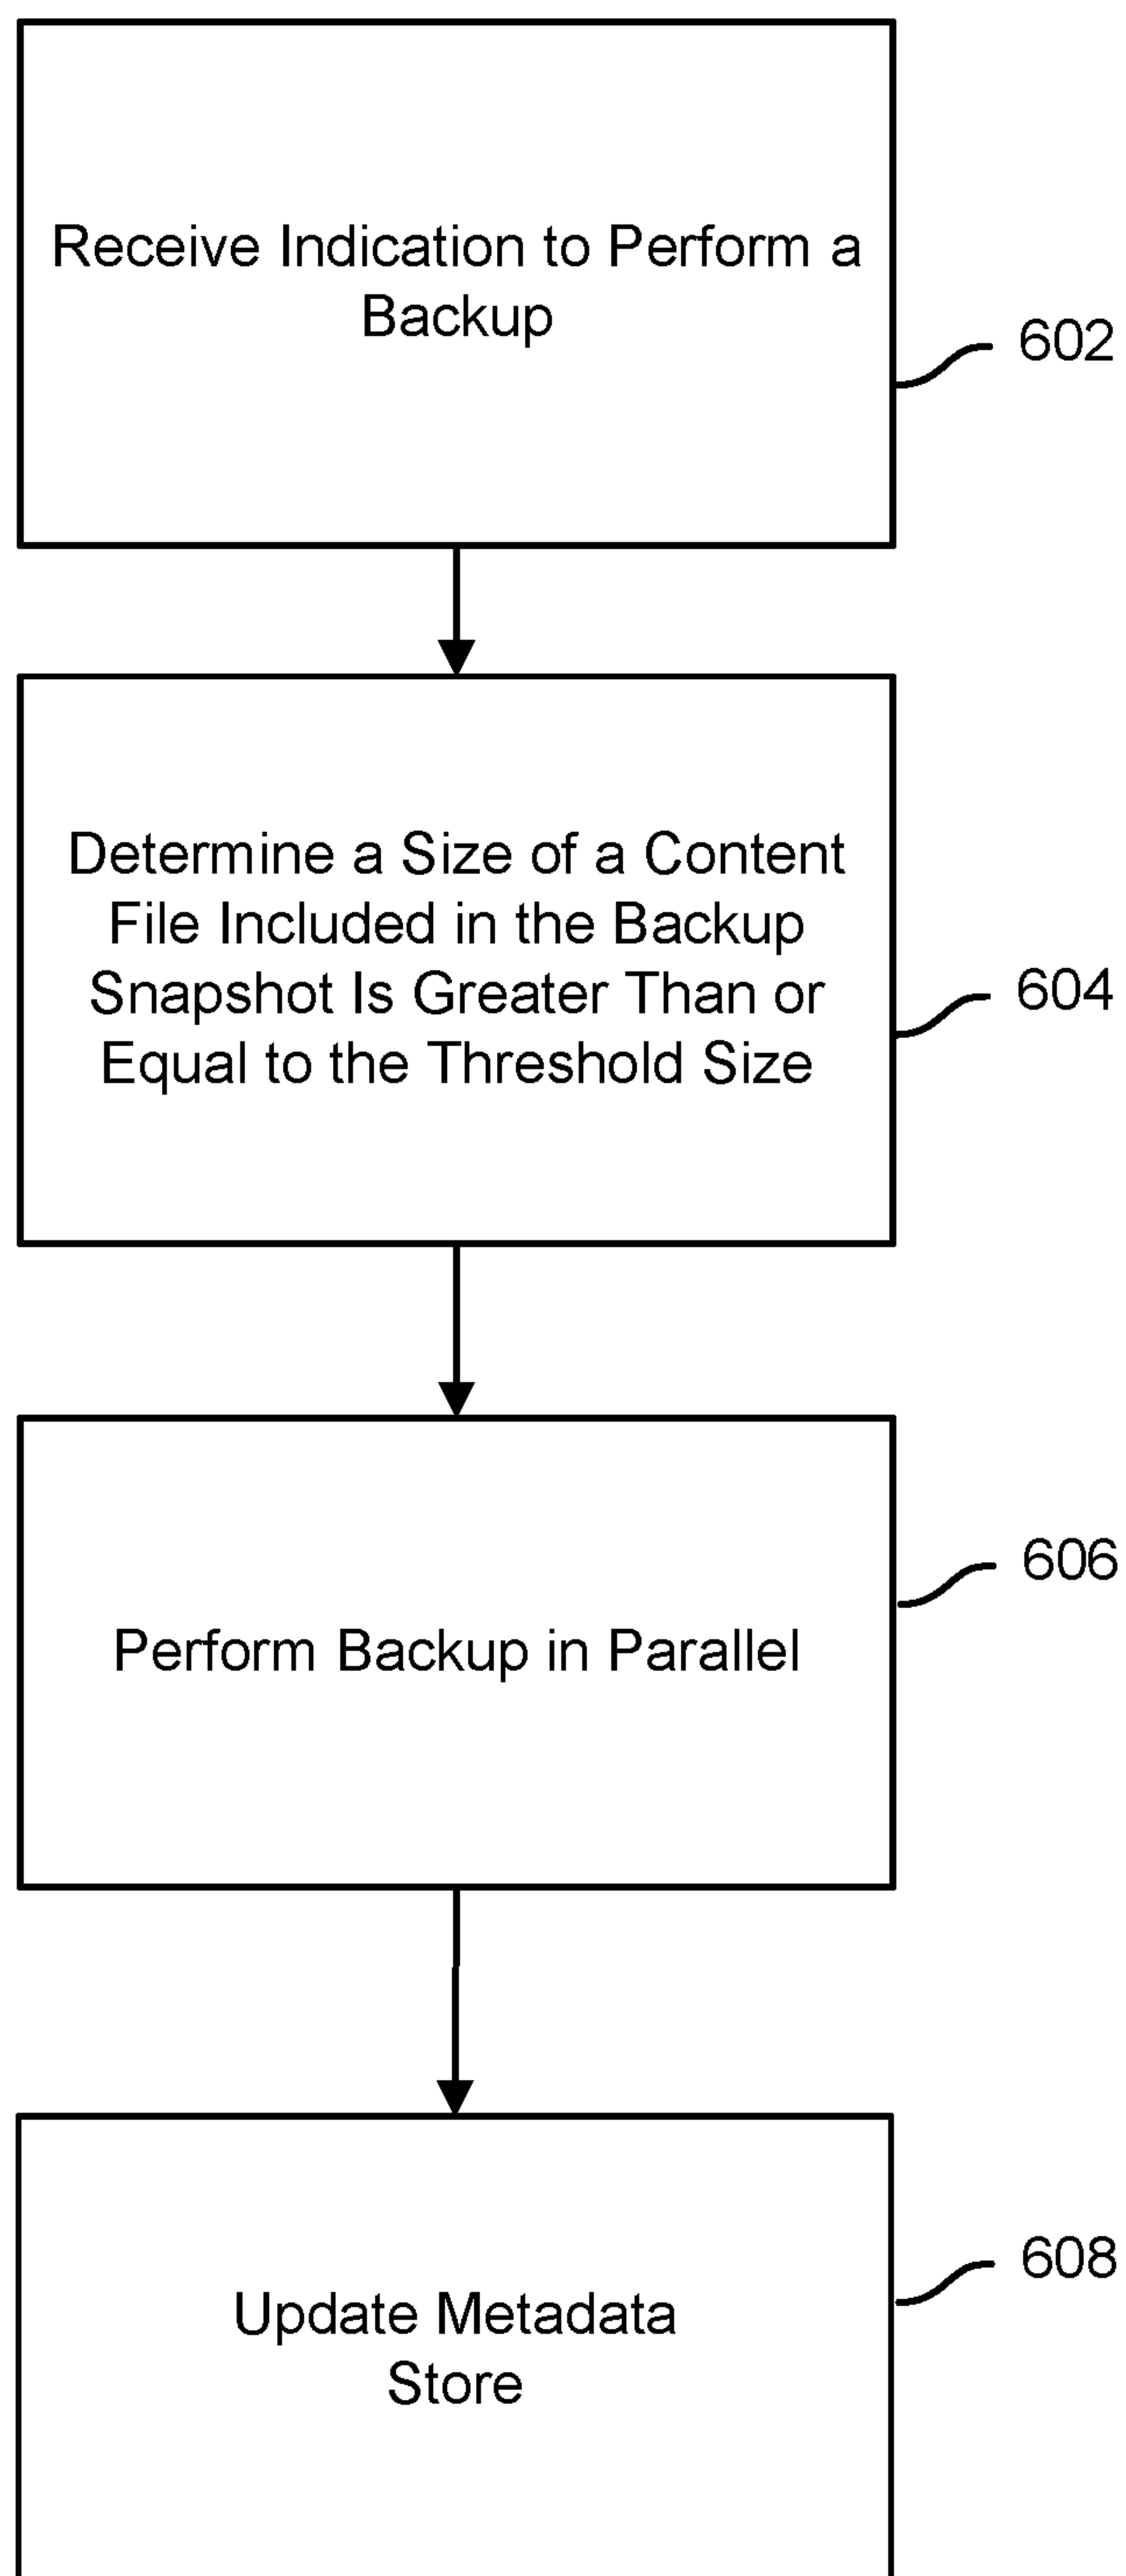 Receive Indication to Perform a
Backup
602
Determine a Size of a Content
File Included in the Backup
Snapshot Is Greater Than or
Equal to the Threshold Size
604
Perform Backup in Parallel
606
Update Metadata
Store
608